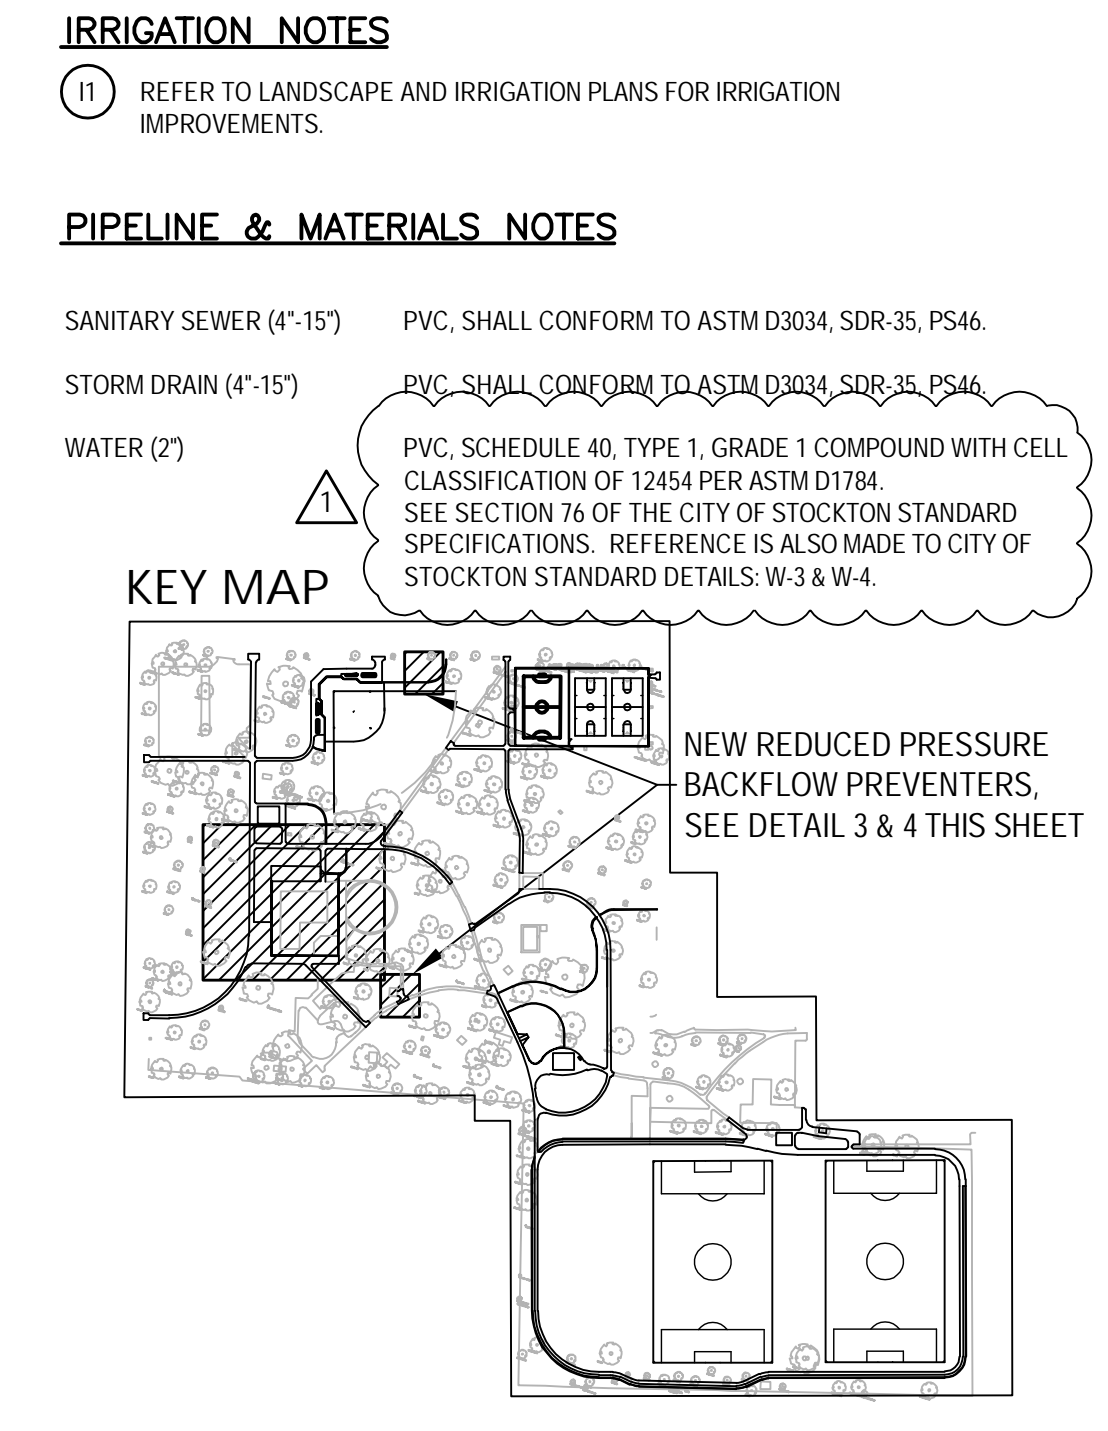 IRRIGATION NOTES
I1 REFER TO LANDSCAPE AND IRRIGATION PLANS FOR IRRIGATION
IMPROVEMENTS.
PIPELINE & MATERIALS NOTES
SANITARY SEWER (4"-15") PVC, SHALL CONFORM TO ASTM D3034, SDR-35, PS46.
STORM DRAIN (4"-15") PVC, SHALL CONFORM TO ASTM D3034, SDR-35, PS46.
WATER (2") PVC, SCHEDULE 40, TYPE 1, GRADE 1 COMPOUND WITH CELL
CLASSIFICATION OF 12454 PER ASTM D1784.
1 SEE SECTION 76 OF THE CITY OF STOCKTON STANDARD
SPECIFICATIONS. REFERENCE IS ALSO MADE TO CITY OF
STOCKTON STANDARD DETAILS: W-3 & W-4.
KEY MAP
NEW REDUCED PRESSURE
BACKFLOW PREVENTERS,
SEE DETAIL 3 & 4 THIS SHEET